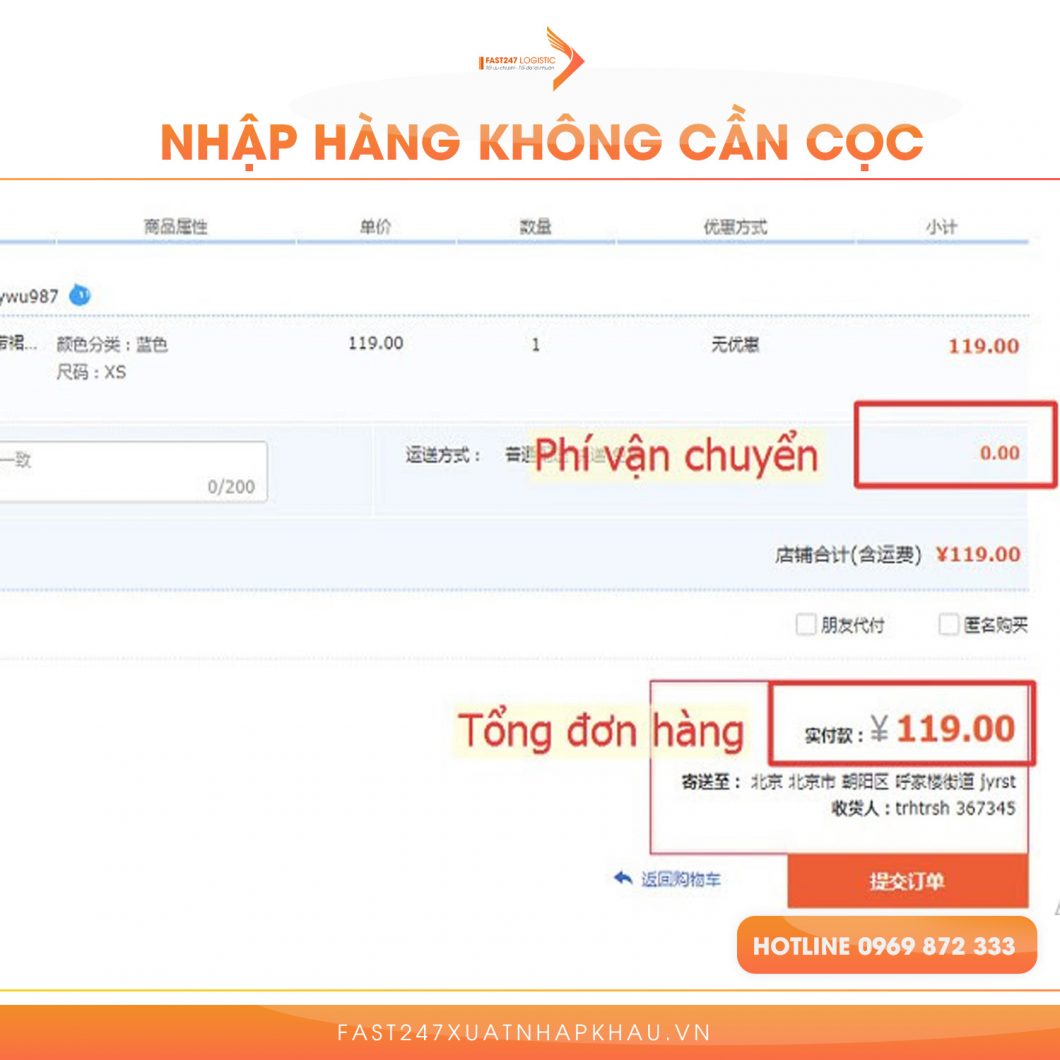 FAST247 LOGISTIC
NHẬP HÀNG KHÔNG CẦN CỌC
商品属性 单价 数量 优惠方式 小计
ywu987
带裙... 颜色分类：蓝色 119.00 1 无优惠 119.00
尺码：XS
一致
0/200
运送方式： 普通
Phí vận chuyển
0.00
店铺合计(含运费) ¥119.00
朋友代付 匿名购买
Tổng đơn hàng
实付款：¥ 119.00
寄送至： 北京 北京市 朝阳区 呼家楼街道 jyrst
收货人：trhtrsh 367345
返回购物车
提交订单
HOTLINE 0969 872 333
FAST247XUATNHAPKHAU.VN